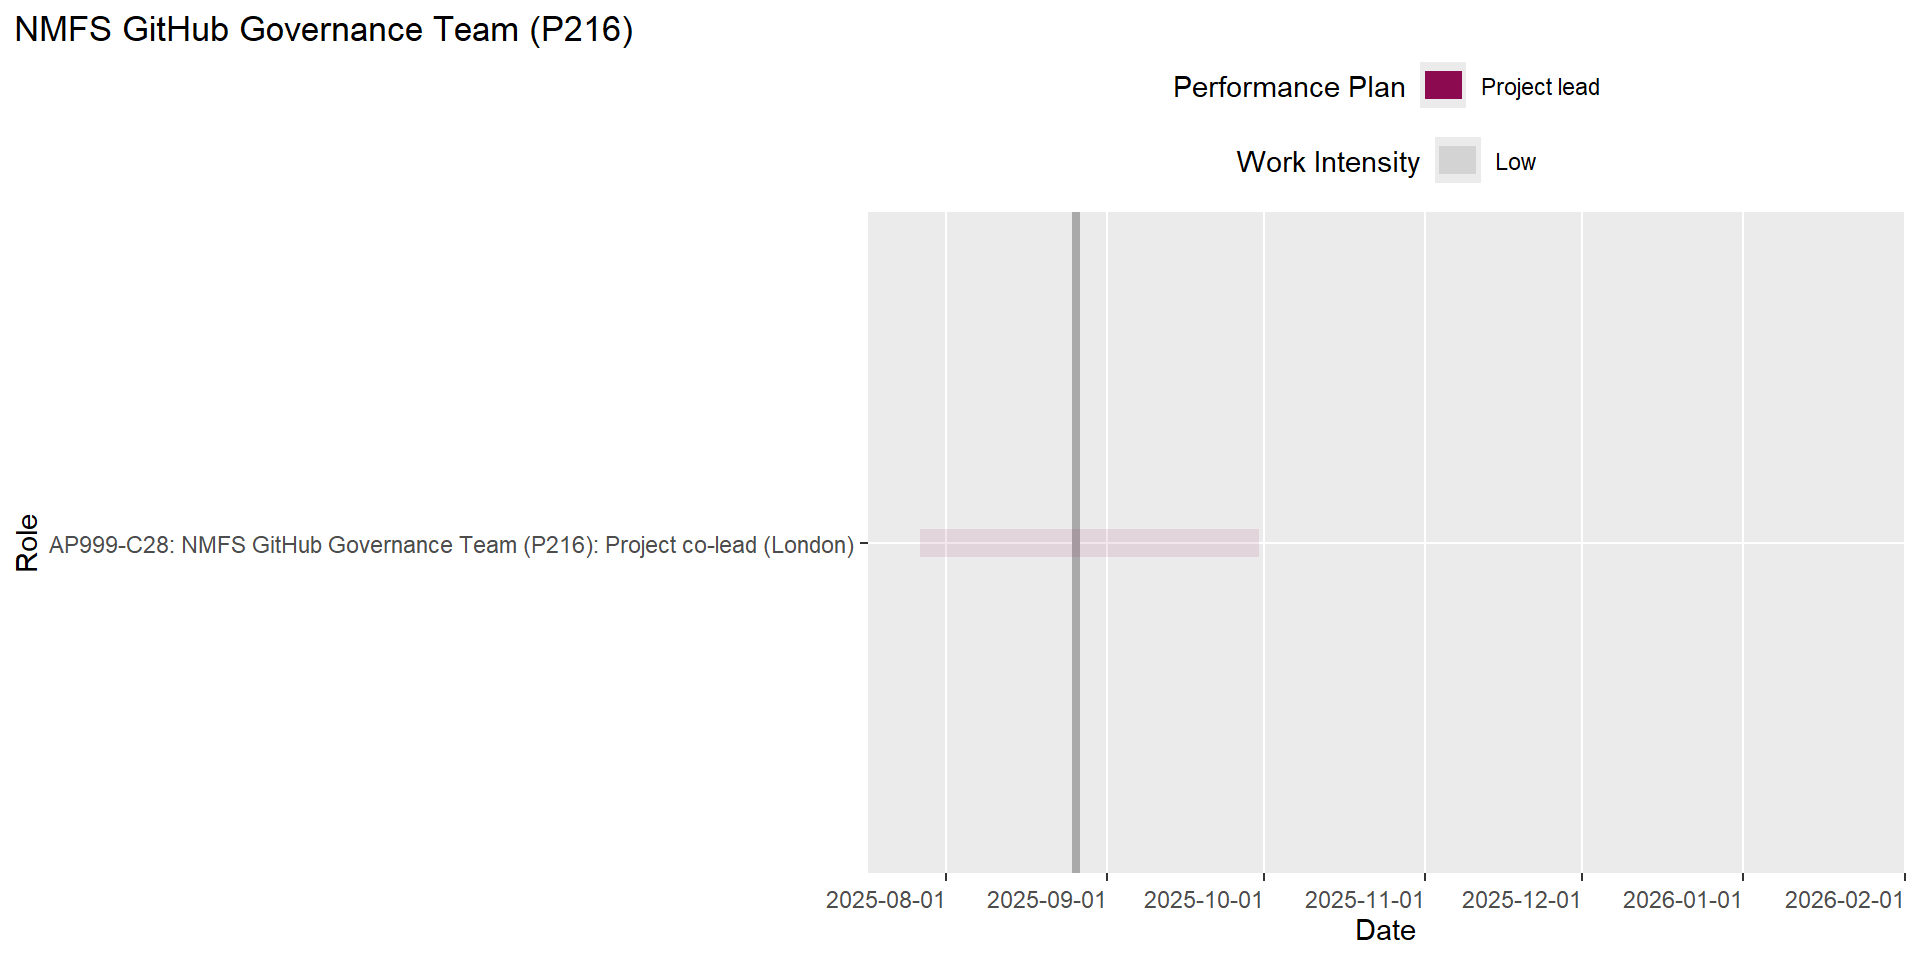 NMFS GitHub Governance Team (P216)
Performance Plan Project lead
Work Intensity Low
Role
AP999-C28: NMFS GitHub Governance Team (P216): Project co-lead (London)
2025-08-01 2025-09-01 2025-10-01 2025-11-01 2025-12-01 2026-01-01 2026-02-01
Date